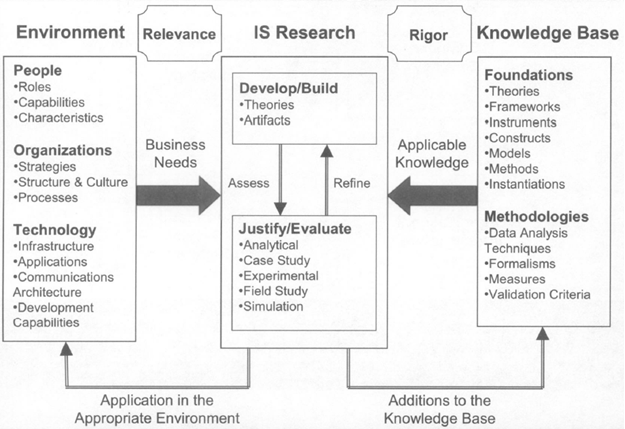 Environment
Relevance
IS Research
Rigor
Knowledge Base
People
•Roles
•Capabilities
•Characteristics
Organizations
•Strategies
•Structure & Culture
•Processes
Technology
•Infrastructure
•Applications
•Communications
Architecture
•Development
Capabilities
Business
Needs
Develop/Build
•Theories
•Artifacts
Assess
Refine
Justify/Evaluate
•Analytical
•Case Study
•Experimental
•Field Study
•Simulation
Applicable
Knowledge
Foundations
•Theories
•Frameworks
•Instruments
•Constructs
•Models
•Methods
•Instantiations
Methodologies
•Data Analysis
Techniques
•Formalisms
•Measures
•Validation Criteria
Application in the
Appropriate Environment
Additions to the
Knowledge Base